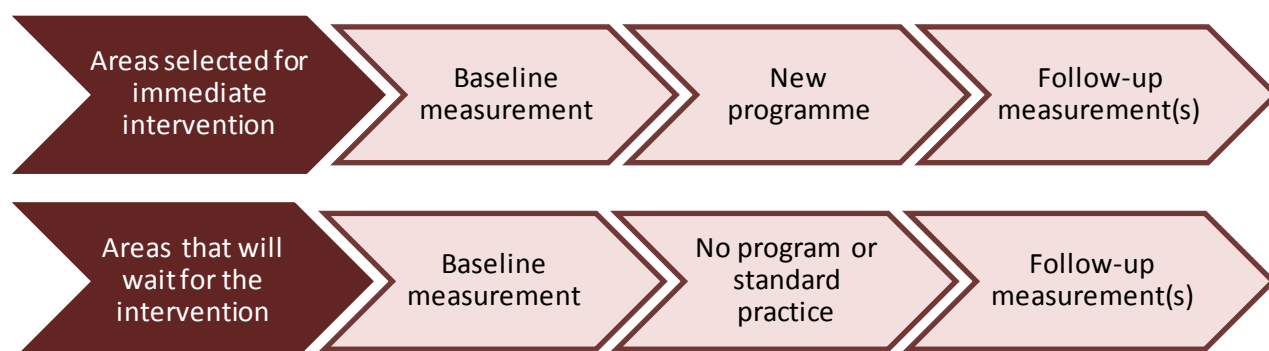 Areas selected for
immediate
intervention
Baseline
measurement
New
programme
Follow-up
measurement(s)
Areas that will
wait for the
intervention
Baseline
measurement
No program or
standard
practice
Follow-up
measurement(s)